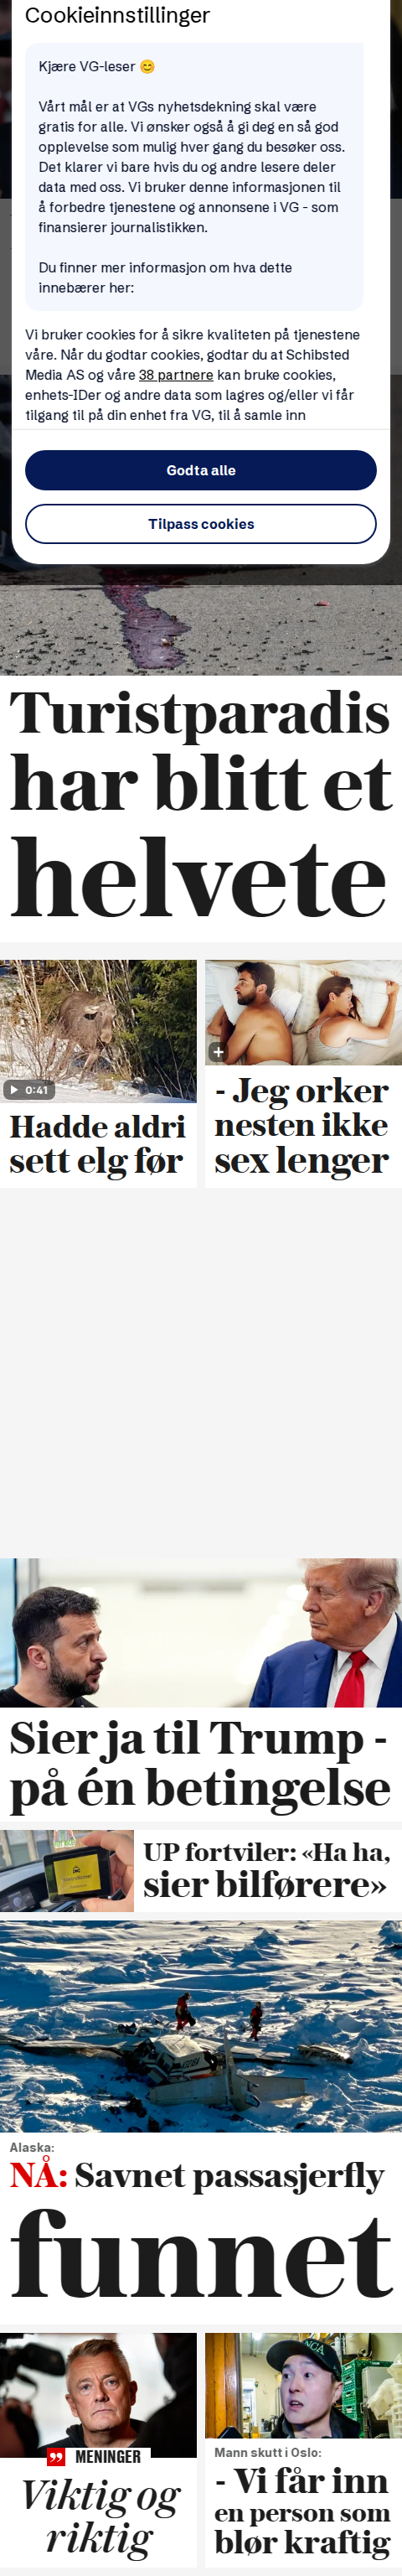 Cookieinnstillinger
Kjære VG-leser 😊
Vårt mål er at VGs nyhetsdekning skal være
gratis for alle. Vi ønsker også å gi deg en så god
opplevelse som mulig hver gang du besøker oss.
Det klarer vi bare hvis du og andre lesere deler
data med oss. Vi bruker denne informasjonen til
å forbedre tjenestene og annonsene i VG - som
finansierer journalistikken.
Du finner mer informasjon om hva dette
innebærer her:
Vi bruker cookies for å sikre kvaliteten på tjenestene
våre. Når du godtar cookies, godtar du at Schibsted
Media AS og våre 38 partnere kan bruke cookies,
enhets-IDer og andre data som lagres og/eller vi får
tilgang til på din enhet fra VG, til å samle inn
Godta alle
Tilpass cookies
Turistparadis
har blitt et
helvete
0:41
Hadde aldri
sett elg før
- Jeg orker
nesten ikke
sex lenger
Sier ja til Trump -
på én betingelse
UP fortviler: «Ha ha,
sier bilførere»
Alaska:
NÅ: Savnet passasjerfly
funnet
MENINGER
Viktig og
riktig
Mann skutt i Oslo:
- Vi får inn
en person som
blør kraftig